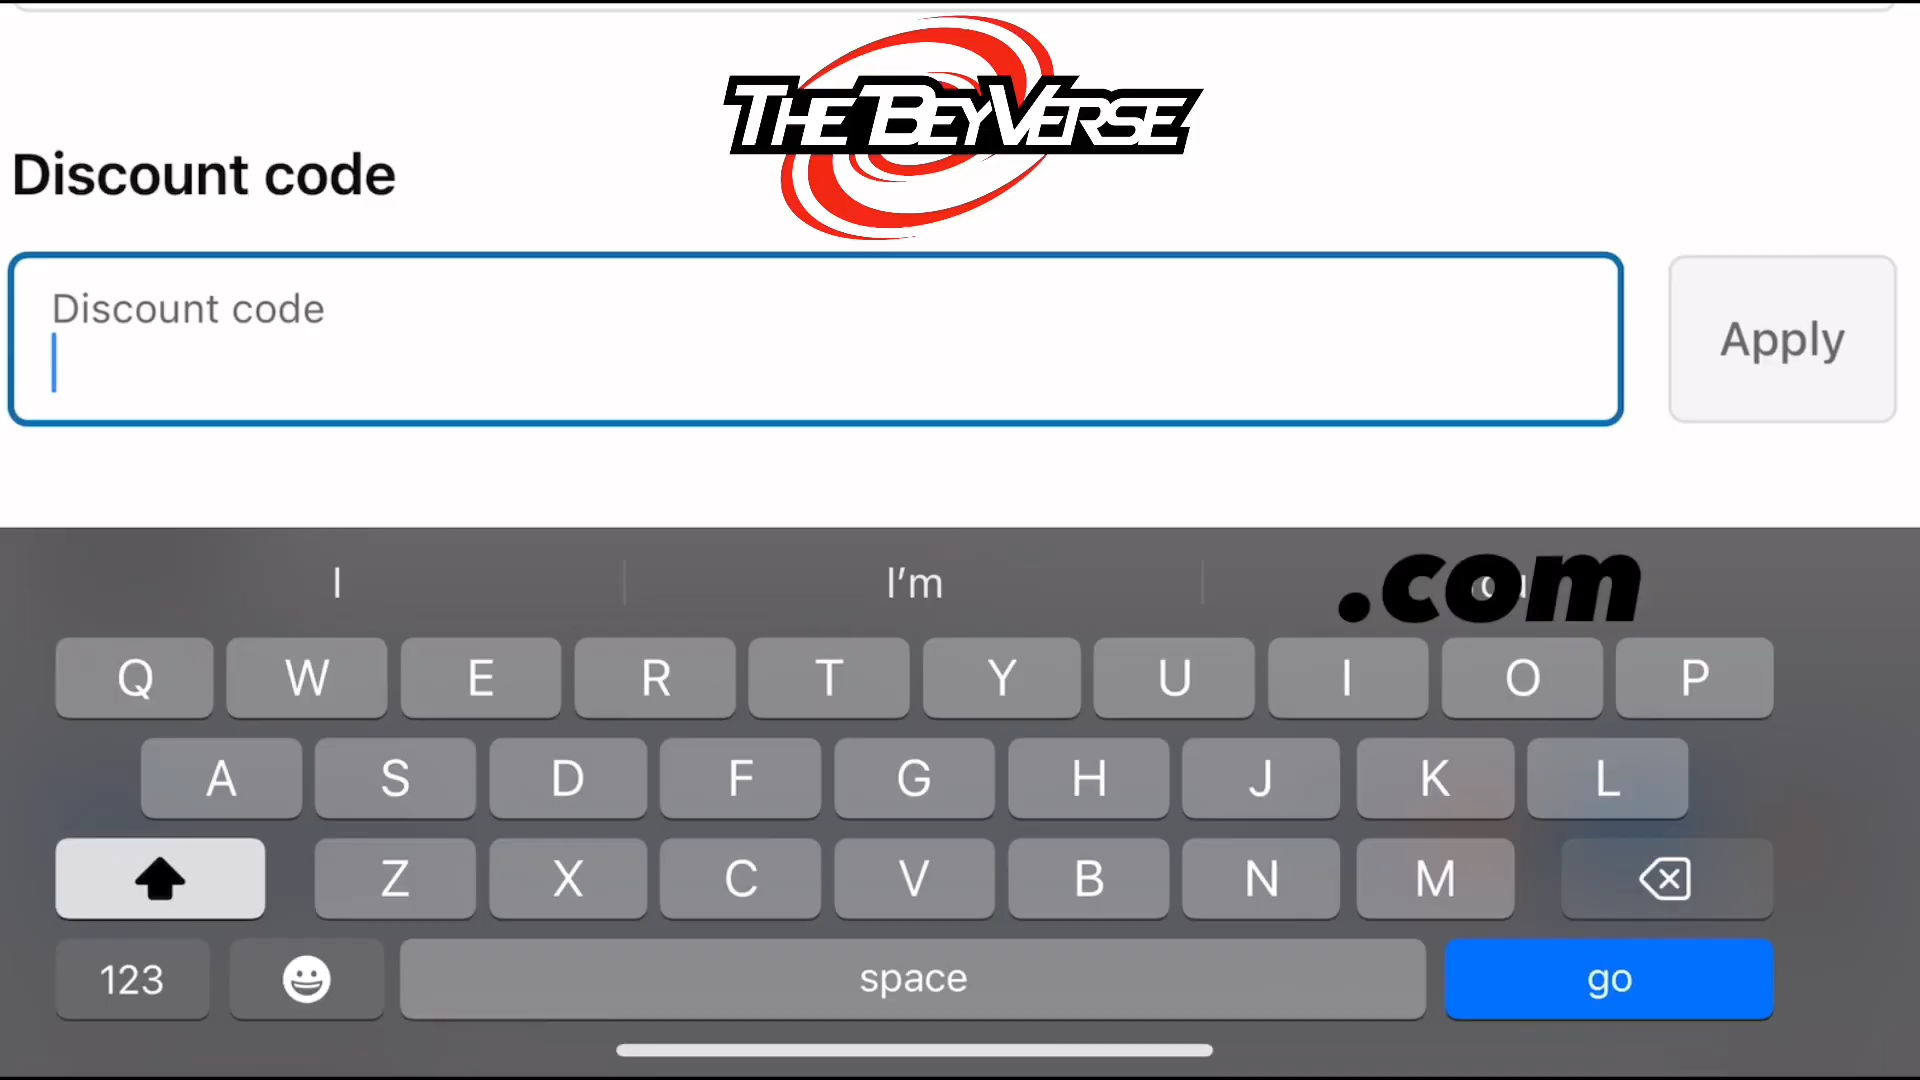 THE BEYVERSE
Discount code
Discount code
Apply
I
I’m
.com
Q W E R T Y U I O P
A S D F G H J K L
Z X C V B N M
123
space
go